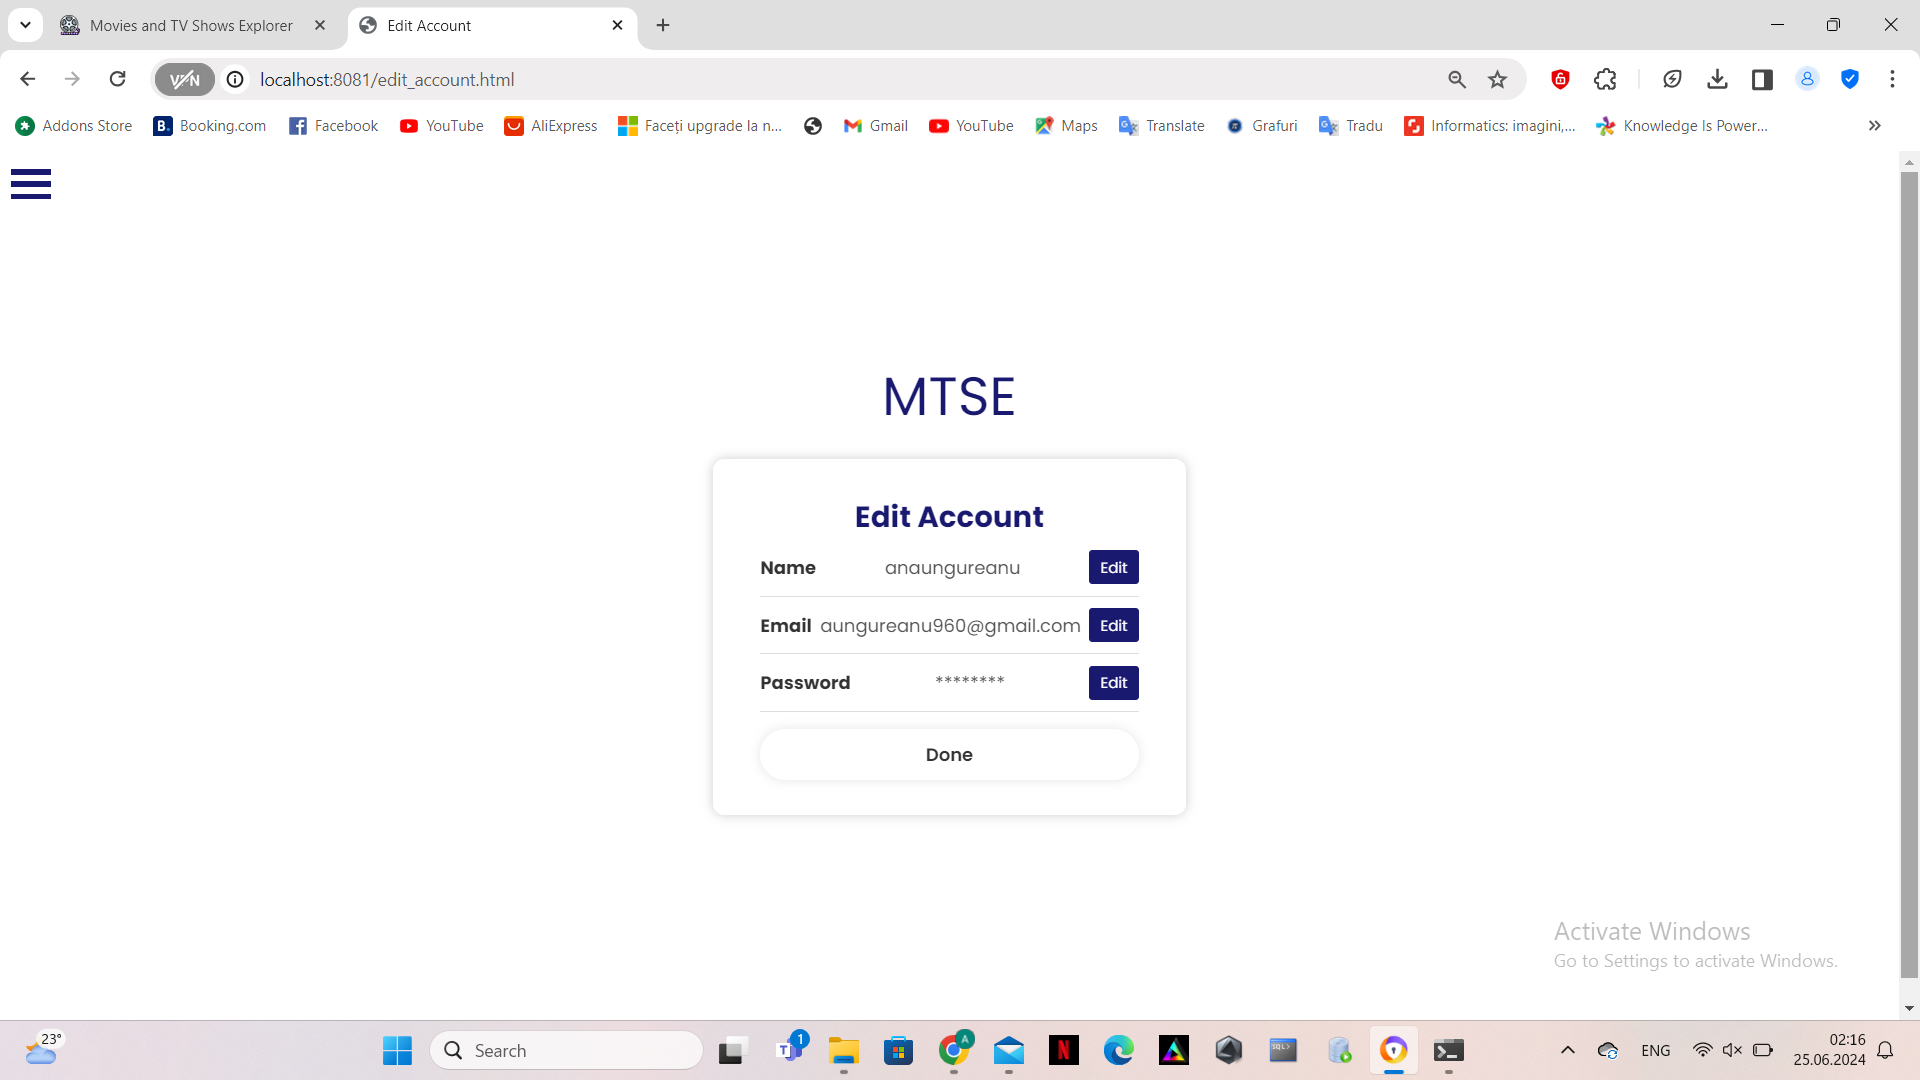 Movies and TV Shows Explorer
Edit Account
VPN
localhost:8081/edit_account.html
Addons Store
B. Booking.com
Facebook
YouTube
AliExpress
Faceți upgrade la n...
Gmail
YouTube
Maps
Translate
Grafuri
Tradu
Informatics: imagini,...
Knowledge Is Power...
MTSE
Edit Account
Name anaungureanu Edit
Email aungureanu960@gmail.com Edit
Password ******** Edit
Done
Activate Windows
Go to Settings to activate Windows.
23°
Search
1
A
N
SQL>
ENG
02:16
25.06.2024